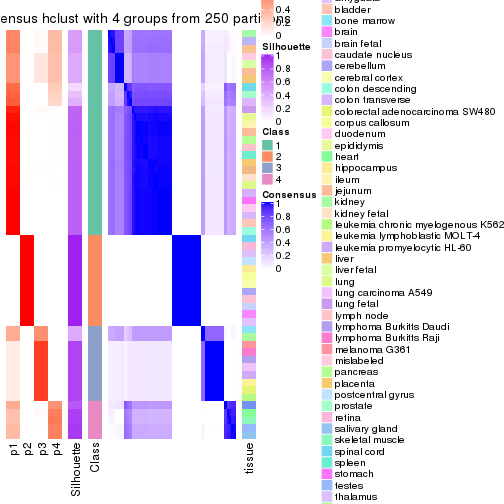 ensus hclust with 4 groups from 250 partitions
0.4
0.2
0
Silhouette
1
0.8
0.6
0.4
0.2
0
Class
1
2
3
4
Consensus
1
0.8
0.6
0.4
0.2
0
p1
p2
p3
p4
Silhouette
Class
tissue
bladder
bone marrow
brain
brain fetal
caudate nucleus
cerebellum
cerebral cortex
colon descending
colon transverse
colorectal adenocarcinoma SW480
corpus callosum
duodenum
epididymis
heart
hippocampus
ileum
jejunum
kidney
kidney fetal
leukemia chronic myelogenous K562
leukemia lymphoblastic MOLT-4
leukemia promyelocytic HL-60
liver
liver fetal
lung
lung carcinoma A549
lung fetal
lymph node
lymphoma Burkitts Daudi
lymphoma Burkitts Raji
melanoma G361
mislabeled
pancreas
placenta
postcentral gyrus
prostate
retina
salivary gland
skeletal muscle
spinal cord
spleen
stomach
testes
thalamus